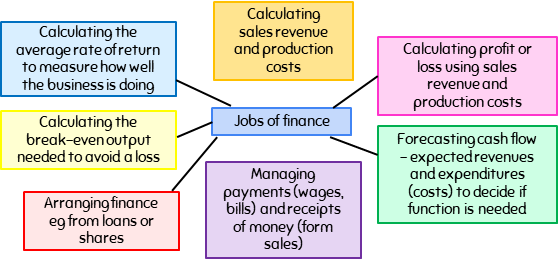 Calculating the
average rate of return
to measure how well
the business is doing
Calculating
sales revenue
and production
costs
Calculating profit or
loss using sales
revenue and
production costs
Calculating the
break-even output
needed to avoid a loss
Jobs of finance
Forecasting cash flow
– expected revenues
and expenditures
(costs) to decide if
function is needed
Arranging finance
eg from loans or
shares
Managing
payments (wages,
bills) and receipts
of money (form
sales)